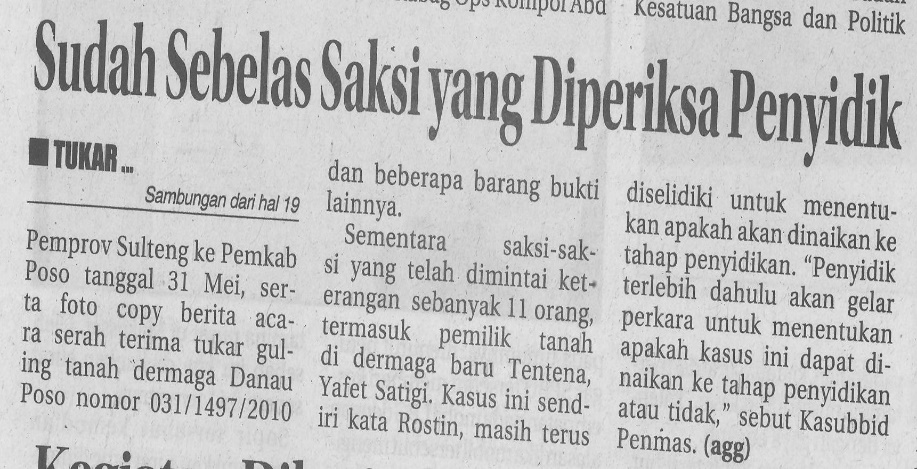 Ops Kompol Abd
Kesatuan Bangsa dan Politik
Sudah Sebelas Saksi yang Diperiksa Penyidik
■ TUKAR...
Sambungan dari hal 19
Pemprov Sulteng ke Pemkab
Poso tanggal 31 Mei, ser-
ta foto copy berita aca-
ra serah terima tukar gul-
ing tanah dermaga Danau
Poso nomor 031/1497/2010
dan beberapa barang bukti
lainnya.
Sementara saksi-sak-
si yang telah dimintai ket-
erangan sebanyak 11 orang,
termasuk pemilik tanah
di dermaga baru Tentena,
Yafet Satigi. Kasus ini send-
iri kata Rostin, masih terus
diselidiki untuk menentu-
kan apakah akan dinaikan ke
tahap penyidikan. “Penyidik
terlebih dahulu akan gelar
perkara untuk menentukan
apakah kasus ini dapat di-
naikan ke tahap penyidikan
atau tidak,” sebut Kasubbid
Penmas. (agg)